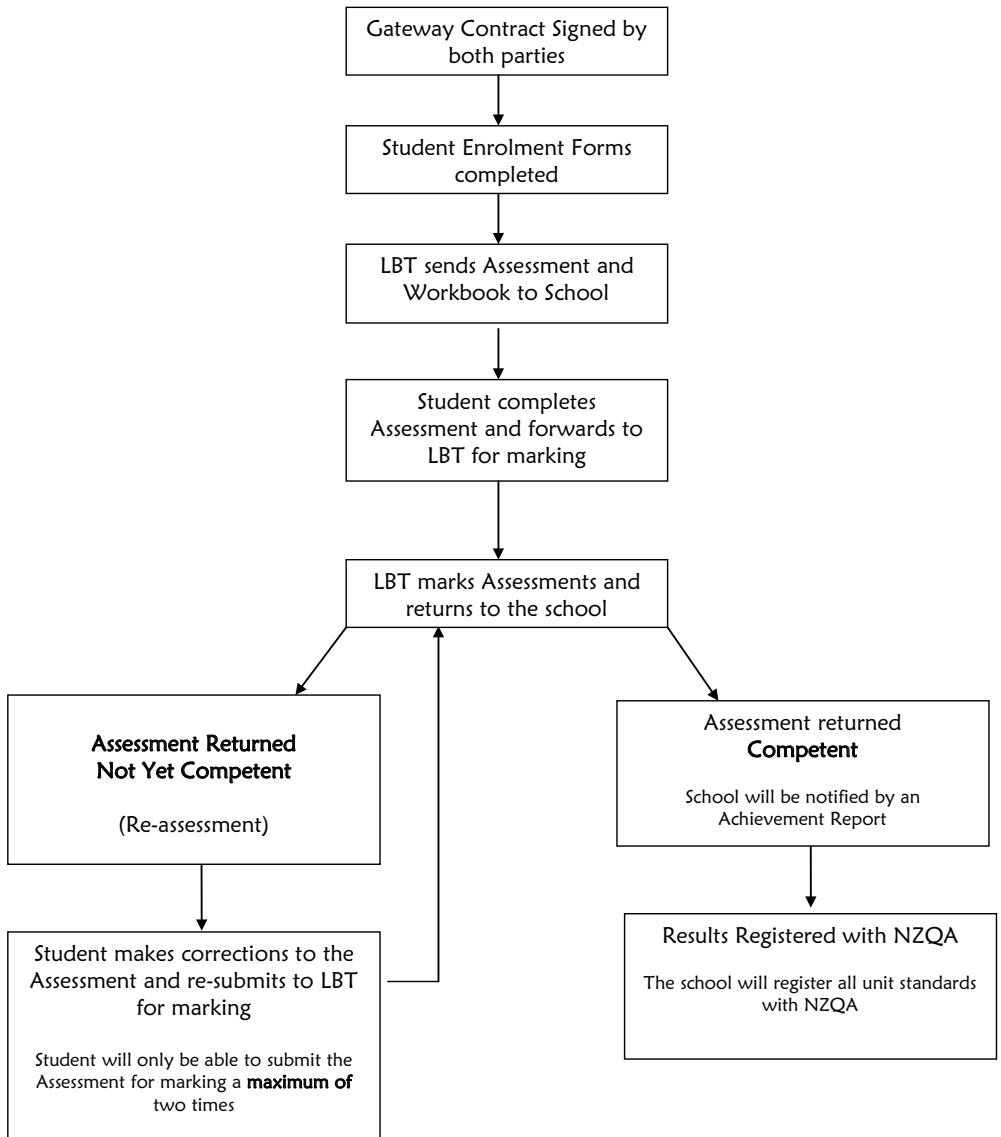 Gateway Contract Signed by
both parties
Student Enrolment Forms
completed
LBT sends Assessment and
Workbook to School
Student completes
Assessment and forwards to
LBT for marking
LBT marks Assessments and
returns to the school
Assessment Returned
Not Yet Competent
(Re-assessment)
Student makes corrections to the
Assessment and re-submits to LBT
for marking
Student will only be able to submit the
Assessment for marking a maximum of
two times
Assessment returned
Competent
School will be notified by an
Achievement Report
Results Registered with NZQA
The school will register all unit standards
with NZQA